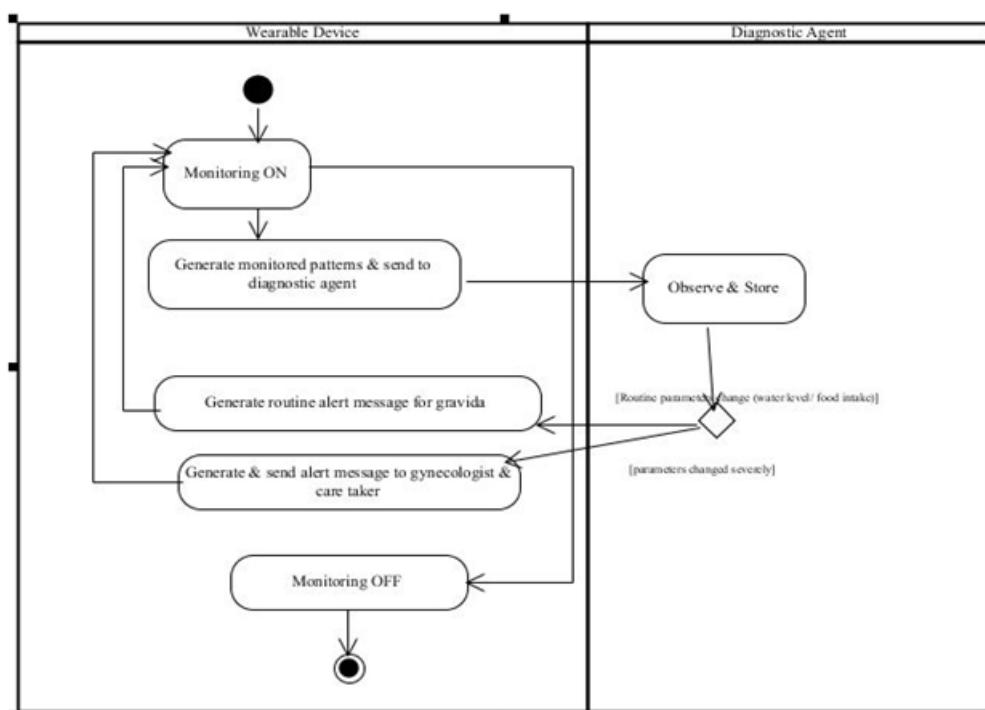 Wearable Device
Diagnostic Agent
Monitoring ON
Generate monitored patterns & send to
diagnostic agent
Observe & Store
Generate routine alert message for gravida
[Routine parameters change (water level/ food intake)]
Generate & send alert message to gynecologist &
care taker
[parameters changed severely]
Monitoring OFF